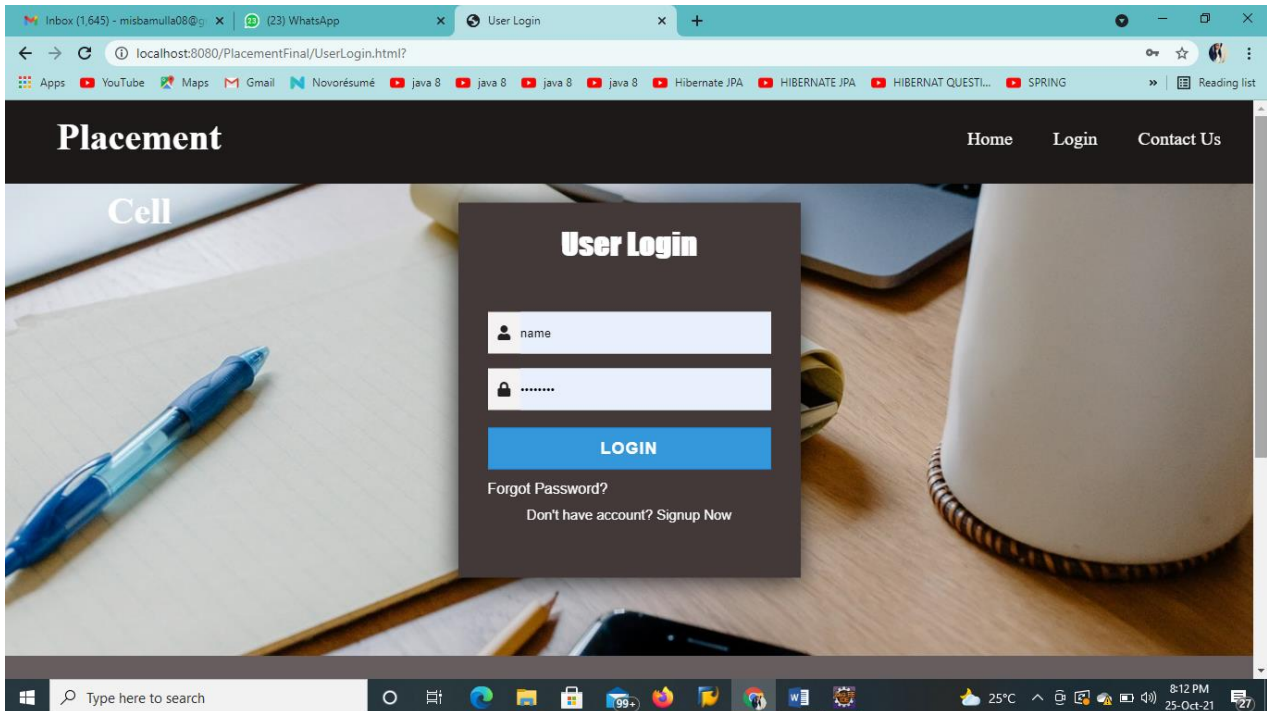 Inbox (1,645) - misbamulla08@g
(23) WhatsApp
User Login
localhost:8080/PlacementFinal/UserLogin.html?
Apps YouTube Maps Gmail Novorésumé java 8 java 8 java 8 java 8 Hibernate JPA HIBERNATE JPA HIBERNAT QUESTI... SPRING » Reading list
Placement
Home Login Contact Us
Cell
User Login
name
LOGIN
Forgot Password?
Don't have account? Signup Now
Type here to search
99+
25°C
8:12 PM
25-Oct-21
27